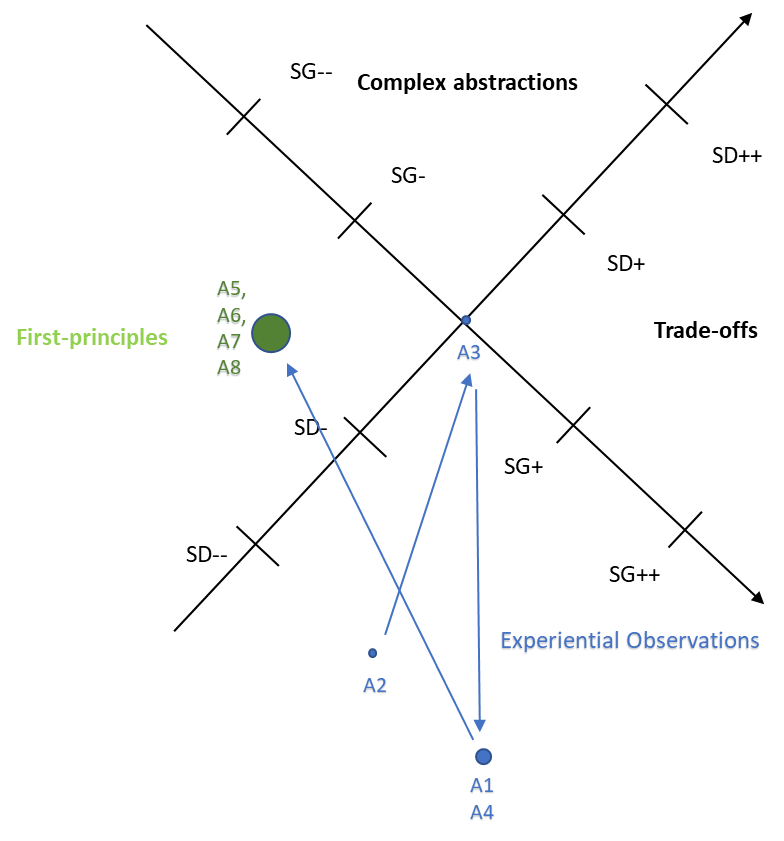 SG--
Complex abstractions
SD++
SG-
SD+
A5,
A6,
A7
A8
First-principles
Trade-offs
A3
SD-
SG+
SD--
SG++
Experiential Observations
A2
A1
A4